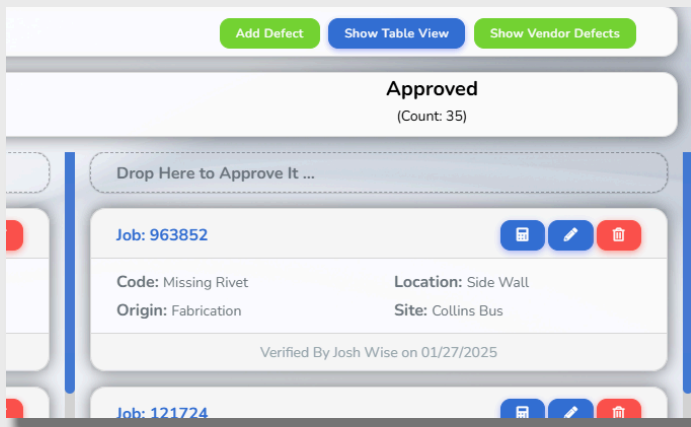 Add Defect Show Table View Show Vendor Defects
Approved
(Count: 35)
Drop Here to Approve It ...
Job: 963852
Code: Missing Rivet Location: Side Wall
Origin: Fabrication Site: Collins Bus
Verified By Josh Wise on 01/27/2025
Job: 121724